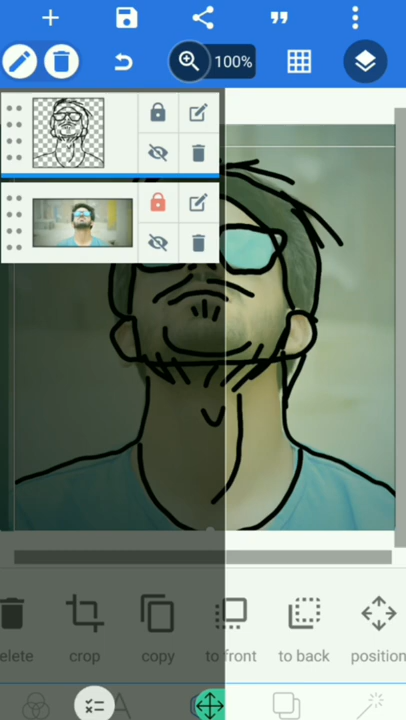 100%
elete
crop
copy
to front
to back
position